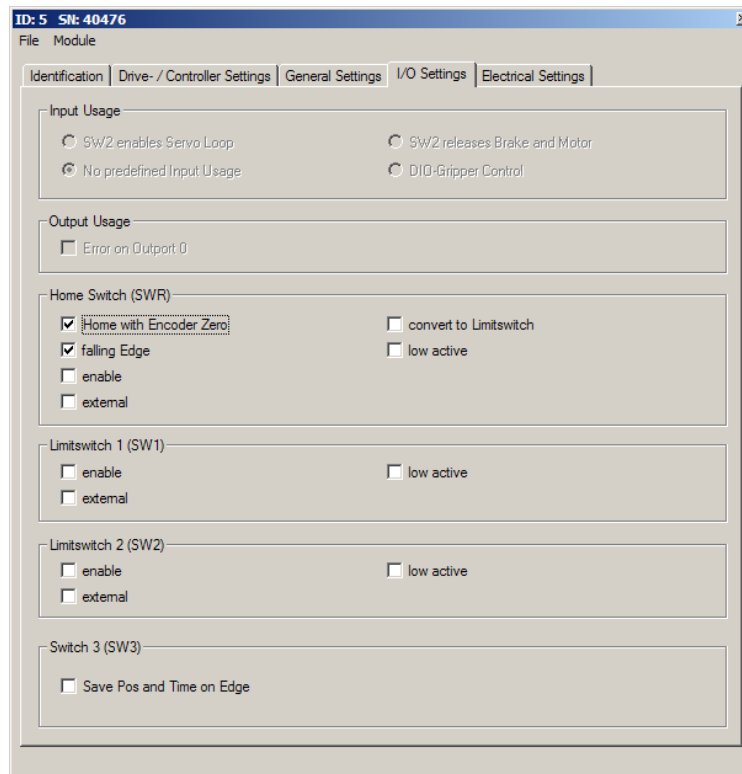 ID: 5 SN: 40476
File Module
Identification Drive- / Controller Settings General Settings I/O Settings Electrical Settings
Input Usage
SW2 enables Servo Loop SW2 releases Brake and Motor
No predefined Input Usage DIO-Gripper Control
Output Usage
Error on Outport 0
Home Switch (SWR)
Home with Encoder Zero convert to Limitswitch
falling Edge low active
enable
external
Limitswitch 1 (SW1)
enable low active
external
Limitswitch 2 (SW2)
enable low active
external
Switch 3 (SW3)
Save Pos and Time on Edge